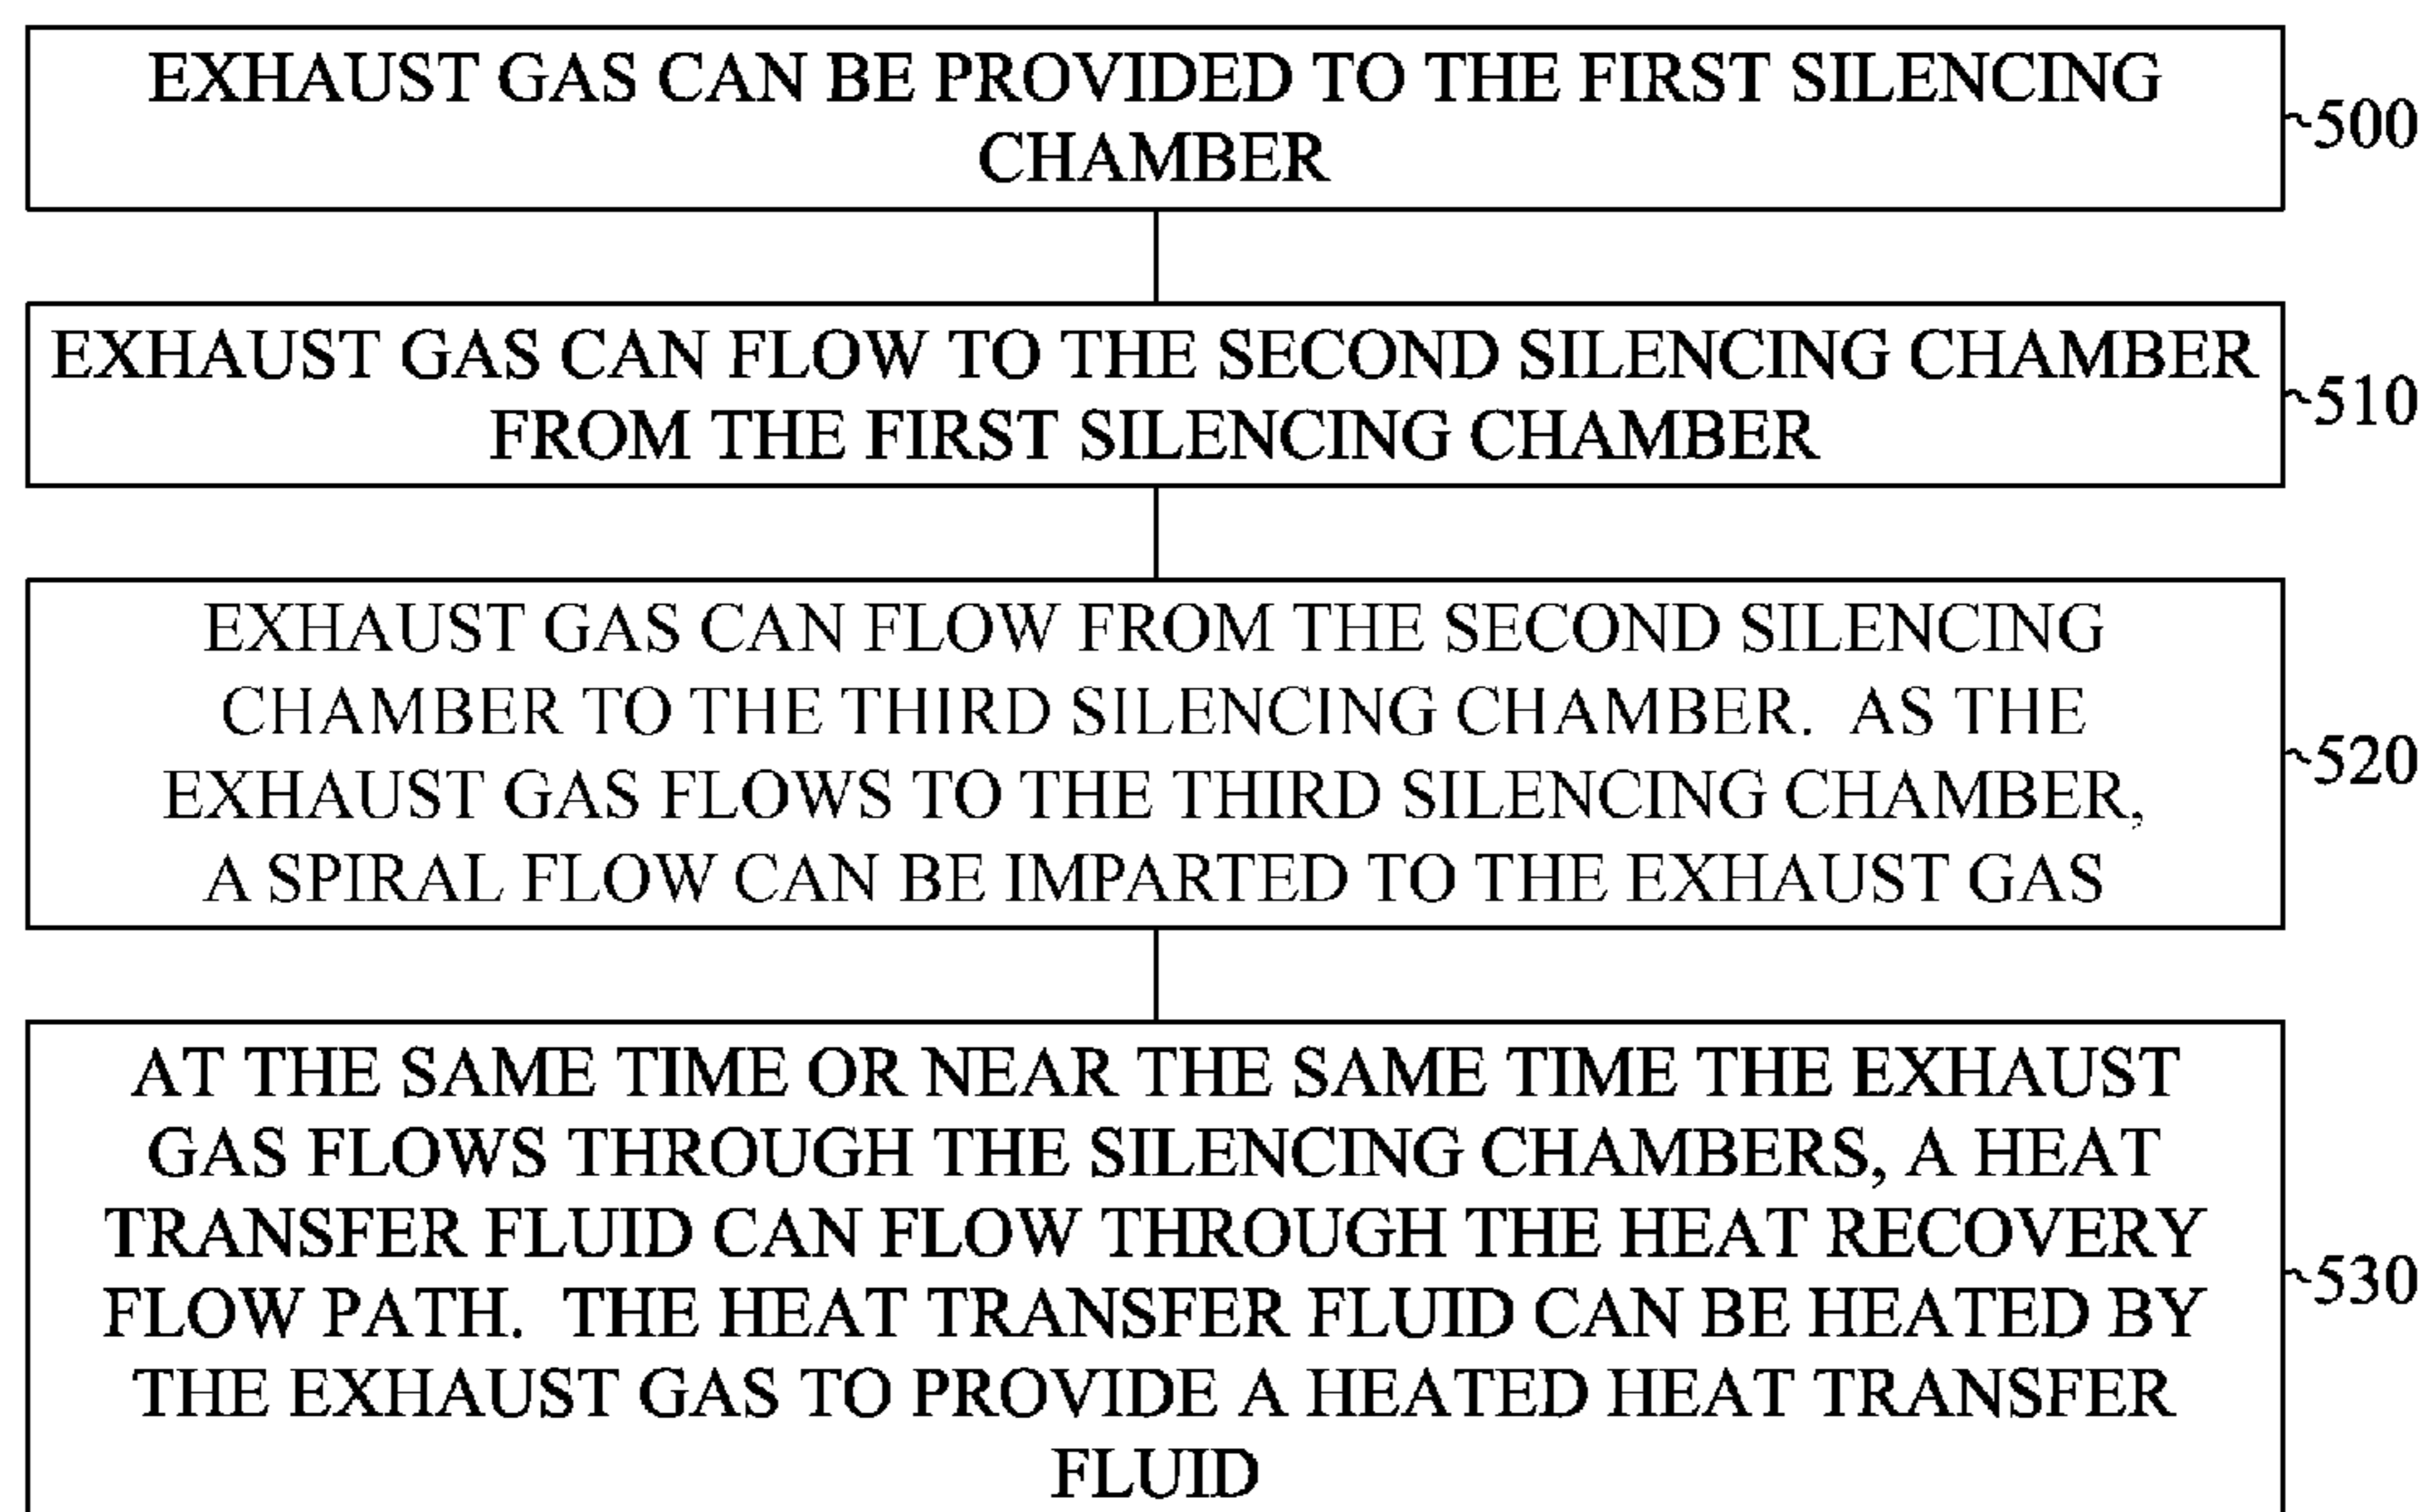 EXHAUST GAS CAN BE PROVIDED TO THE FIRST SILENCING
CHAMBER
500
EXHAUST GAS CAN FLOW TO THE SECOND SILENCING CHAMBER
FROM THE FIRST SILENCING CHAMBER
510
EXHAUST GAS CAN FLOW FROM THE SECOND SILENCING
CHAMBER TO THE THIRD SILENCING CHAMBER. AS THE
EXHAUST GAS FLOWS TO THE THIRD SILENCING CHAMBER,
A SPIRAL FLOW CAN BE IMPARTED TO THE EXHAUST GAS
520
AT THE SAME TIME OR NEAR THE SAME TIME THE EXHAUST
GAS FLOWS THROUGH THE SILENCING CHAMBERS, A HEAT
TRANSFER FLUID CAN FLOW THROUGH THE HEAT RECOVERY
FLOW PATH. THE HEAT TRANSFER FLUID CAN BE HEATED BY
THE EXHAUST GAS TO PROVIDE A HEATED HEAT TRANSFER
FLUID
530